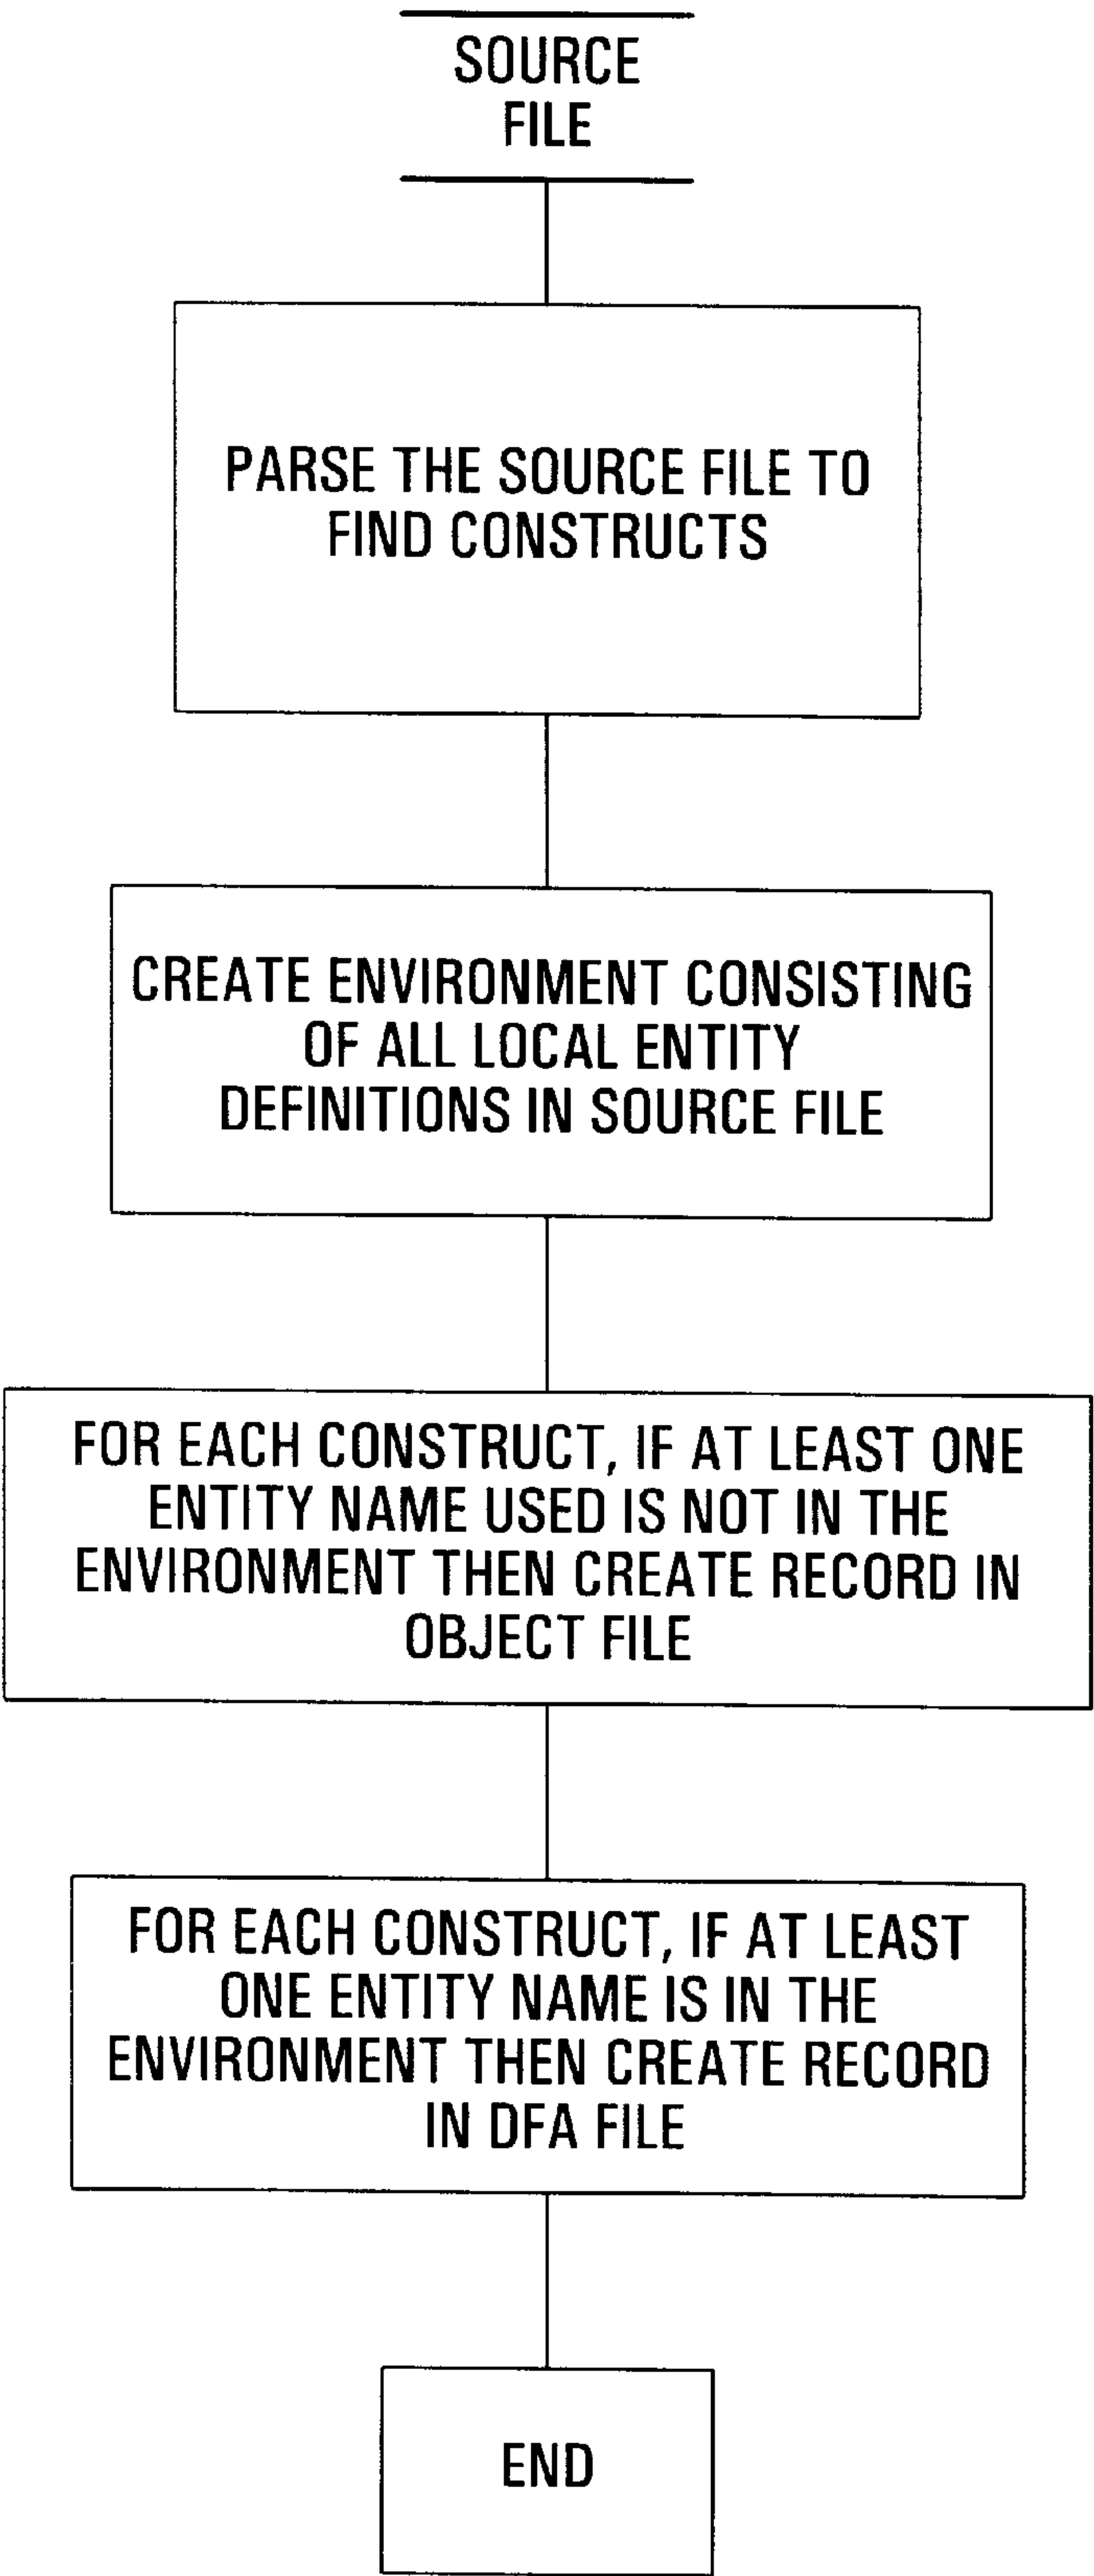 SOURCE
FILE
PARSE THE SOURCE FILE TO
FIND CONSTRUCTS
CREATE ENVIRONMENT CONSISTING
OF ALL LOCAL ENTITY
DEFINITIONS IN SOURCE FILE
FOR EACH CONSTRUCT, IF AT LEAST ONE
ENTITY NAME USED IS NOT IN THE
ENVIRONMENT THEN CREATE RECORD IN
OBJECT FILE
FOR EACH CONSTRUCT, IF AT LEAST
ONE ENTITY NAME IS IN THE
ENVIRONMENT THEN CREATE RECORD
IN DFA FILE
END